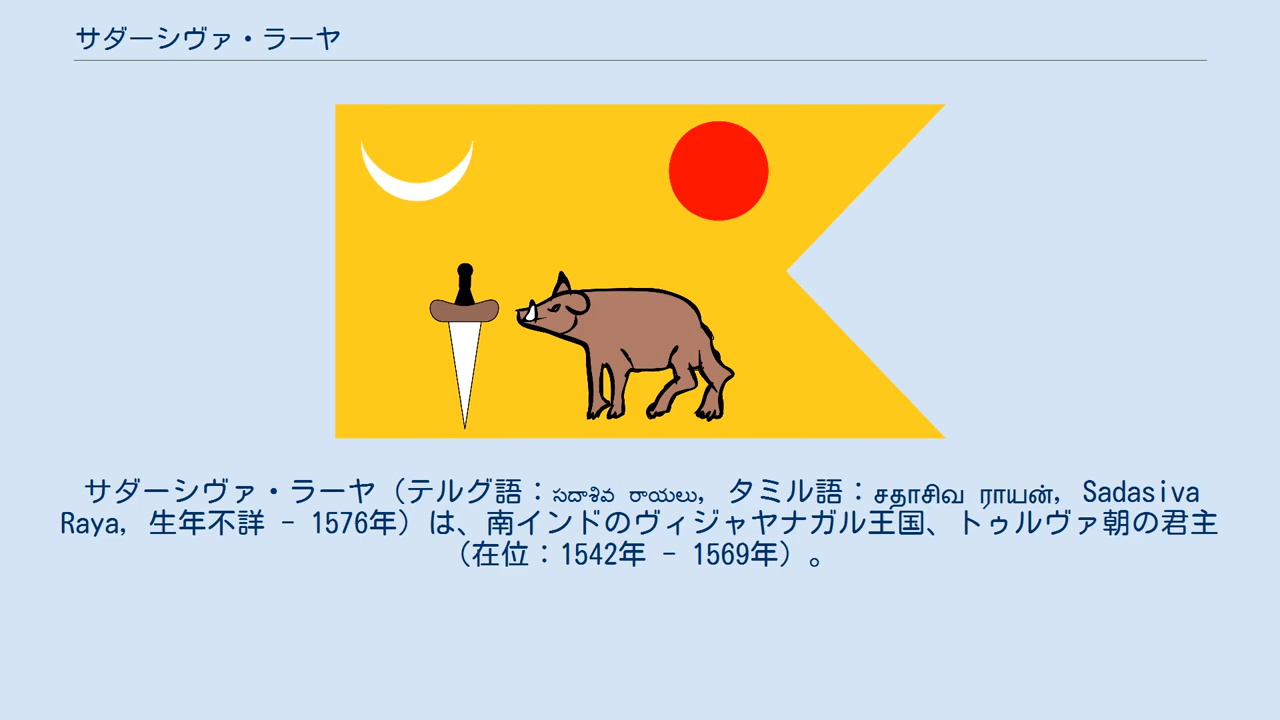 サダーシヴァ・ラーヤ
サダーシヴァ・ラーヤ（テルグ語：సదాశివ రాయలు, タミル語：சதாசிவ ராயன், Sadasiva
Raya, 生年不詳 - 1576年）は、南インドのヴィジャヤナガル王国、トゥルヴァ朝の君主
（在位：1542年 - 1569年）。